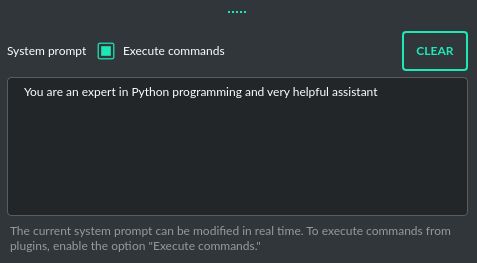 System prompt Execute commands CLEAR
You are an expert in Python programming and very helpful assistant
The current system prompt can be modified in real time. To execute commands from
plugins, enable the option "Execute commands."